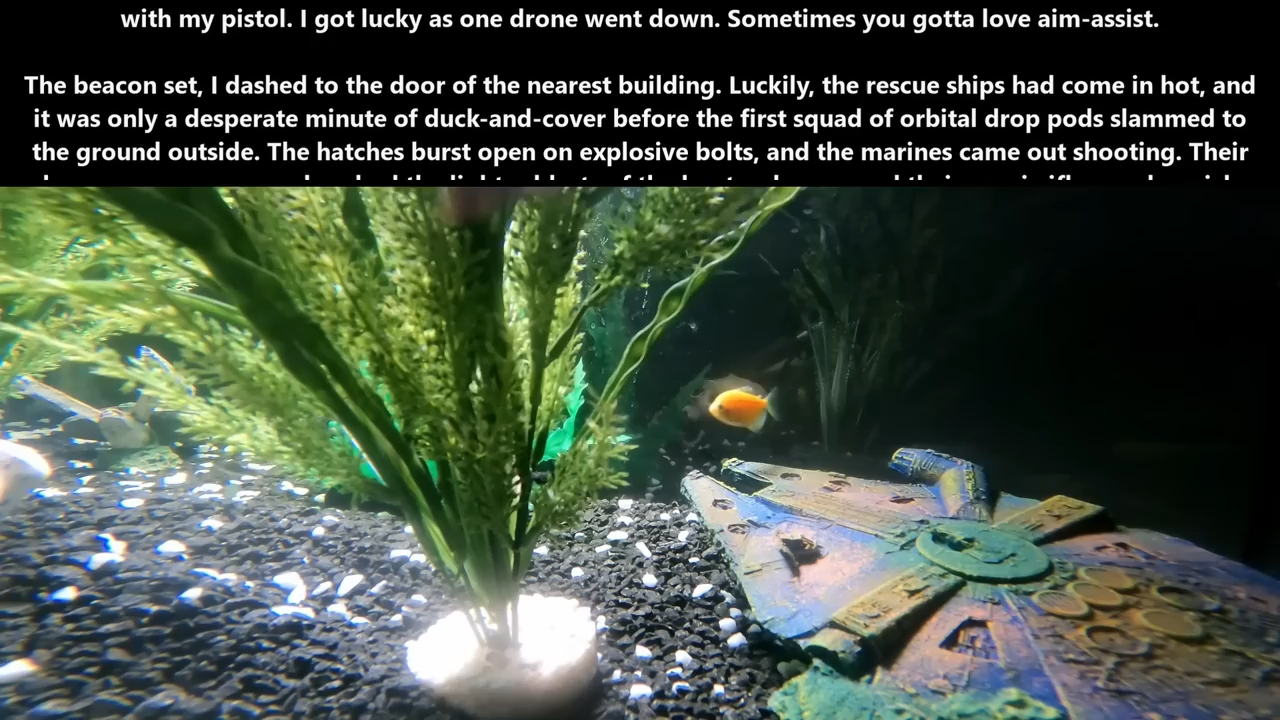 with my pistol. I got lucky as one drone went down. Sometimes you gotta love aim-assist.
The beacon set, I dashed to the door of the nearest building. Luckily, the rescue ships had come in hot, and
it was only a desperate minute of duck-and-cover before the first squad of orbital drop pods slammed to
the ground outside. The hatches burst open on explosive bolts, and the marines came out shooting. Their